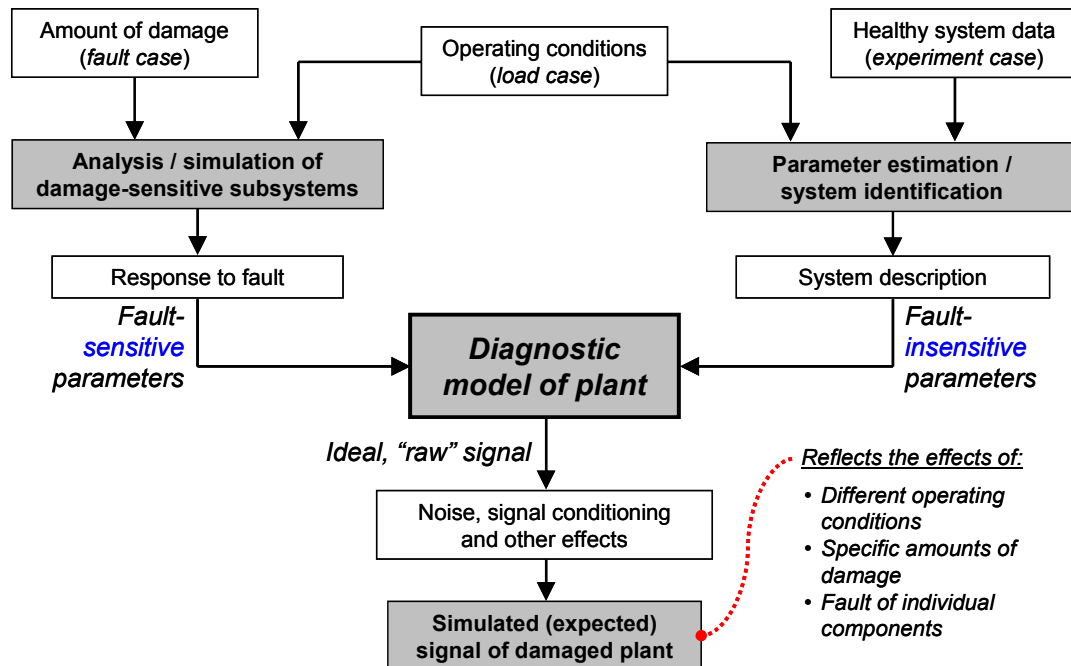 Amount of damage
(fault case)
Operating conditions
(load case)
Healthy system data
(experiment case)
Analysis / simulation of
damage-sensitive subsystems
Parameter estimation /
system identification
Response to fault
System description
Fault-
sensitive
parameters
Diagnostic
model of plant
Fault-
insensitive
parameters
Ideal, “raw” signal
Noise, signal conditioning
and other effects
Simulated (expected)
signal of damaged plant
Reflects the effects of:
• Different operating
conditions
• Specific amounts of
damage
• Fault of individual
components